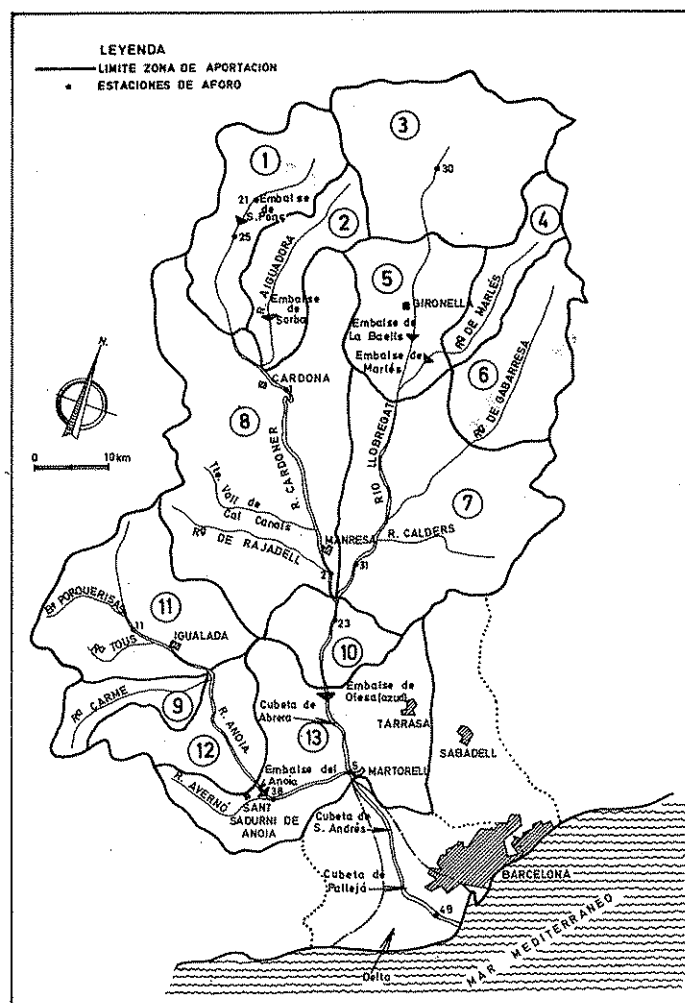 LEYENDA
LIMITE ZONA DE APORTACION
ESTACIONES DE AFORO
3
1
30
21
Embalse
de
S. Ponç
2
4
25
R. AIGUADORA
5
GIRONELLA
Rª DE MARLÉS
Embalse
de
Sorba
Embalse de
La Baells
Embalse de
Marlés
6
N.
CARDONA
Rª DE GABARRESA
8
RIO LLOBREGAT
R. CARDONER
0 10 km
7
Tte. Vall de
Cal Canals
R. CALDERS
MANRESA
Rª DE RAJADELL
2
31
Rª PORQUERISAS
11
23
11
IGUALADA
Rª TOUS
10
9
Rª CARME
Embalse de
Olesa (azud)
R. ANOIA
Cubeta de
Abrera
TARRASA
13
12
SABADELL
Embalse del
Anoia
5
MARTORELL
R. AVERNÓ
38
SANT
SADURNI DE
ANOIA
Cubeta de
S. Andrés
BARCELONA
Cubeta de
Pallejá
49
MAR MEDITERRANEO
Delta